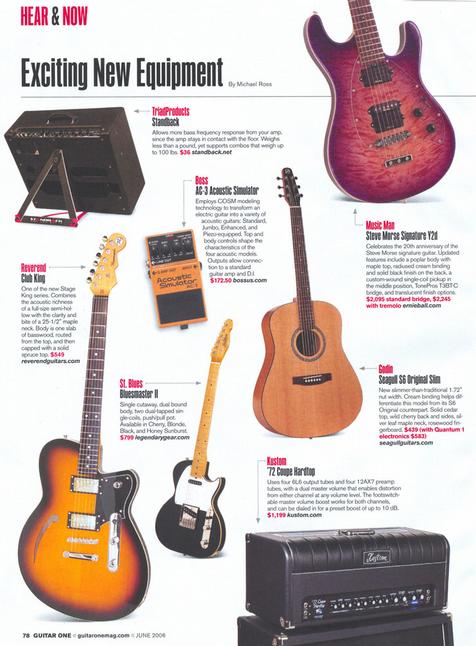 HEAR & NOW
Exciting New Equipment
By Michael Ross
TriadProducts
Standback
Allows more bass frequency response from your amp,
since the amp stays in contact with the floor. Weighs
less than a pound, yet supports combos that weigh up
to 100 lbs. $36 standback.net
Boss
AC-3 Acoustic Simulator
Employs COSM modeling
technology to transform an
electric guitar into a variety of
acoustic guitars: Standard,
Jumbo, Enhanced, and
Piezo-equipped. Top and
body controls shape the
characteristics of the
four acoustic models.
Outputs allow connec-
tion to a standard
guitar amp and D.I.
$172.50 bossus.com
Acoustic
Simulator
Music Man
Steve Morse Signature Y2d
Celebrates the 20th anniversary of the
Steve Morse signature guitar. Updated
features include a poplar body with
maple top, radiused cream binding
and solid black finish on the back, a
custom-wound single-coil pickup in
the middle position, TonePros T3BT-C
bridge, and translucent finish options.
$2,095 standard bridge, $2,245
with tremolo ernieball.com
Reverend
Club King
One of the new Stage
King series. Combines
the acoustic richness
of a full-size semi-hol-
low with the clarity and
bite of a 25-1/2" maple
neck. Body is one slab
of basswood, routed
from the top, and then
capped with a solid
spruce top. $549
reverendguitars.com
St. Blues
Bluesmaster II
Single cutaway, dual bound
body, two dual-tapped sin-
gle-coils, push/pull pot.
Available in Cherry, Blonde,
Black, and Honey Sunburst.
$799 legendarygear.com
Godin
Seagull S6 Original Slim
New slimmer-than-traditional 1.72"
nut width. Cream binding helps dif-
ferentiate this model from its S6
Original counterpart. Solid cedar
top, wild cherry back and sides, sil-
ver leaf maple neck, rosewood fin-
gerboard. $439 (with Quantum 1
electronics $583)
seagullguitars.com
Kustom
'72 Coupe Hardtop
Uses four 6L6 output tubes and four 12AX7 preamp
tubes, with a dual master volume that enables distortion
from either channel at any volume level. The footswitch-
able master volume boost works for both channels,
and can be dialed in for a preset boost of up to 10 dB.
$1,199 kustom.com
Kustom
78 GUITAR ONE :: guitaronemag.com :: JUNE 2006